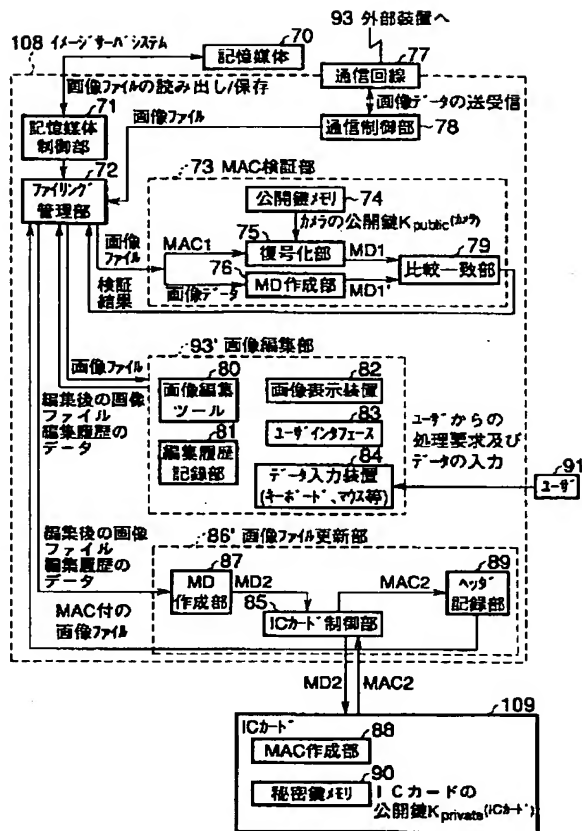 93 外部装置へ
108 イメージサーバシステム
記憶媒体
70
77
通信回線
画像ファイルの読み出し/保存
画像データの送受信
71
画像ファイル
記憶媒体
制御部
通信制御部
78
72
73 MAC検証部
ファイリング
管理部
公開鍵メモリ
74
カメラの公開鍵Kpublic(カメラ)
75
画像
ファイル
MAC1
復号化部
MD1
79
76
比較一致部
画像データ
MD作成部
MD1'
検証
結果
93' 画像編集部
画像ファイル
80
82
画像編集
ツール
画像表示装置
編集後の画像
ファイル
編集履歴の
データ
83
ユーザインタフェース
ユーザからの
処理要求及び
データの入力
81
編集履歴
記録部
84
データ入力装置
(キーボード、マウス等)
91
ユーザ
編集後の画像
ファイル
編集履歴の
データ
86' 画像ファイル更新部
87
89
MD
作成部
MD2
MAC2
ヘッダ
記録部
85
ICカード制御部
MAC付の
画像ファイル
MD2
MAC2
109
ICカード
88
MAC作成部
90
秘密鍵メモリ
ICカードの
公開鍵Kprivate(ICカード)